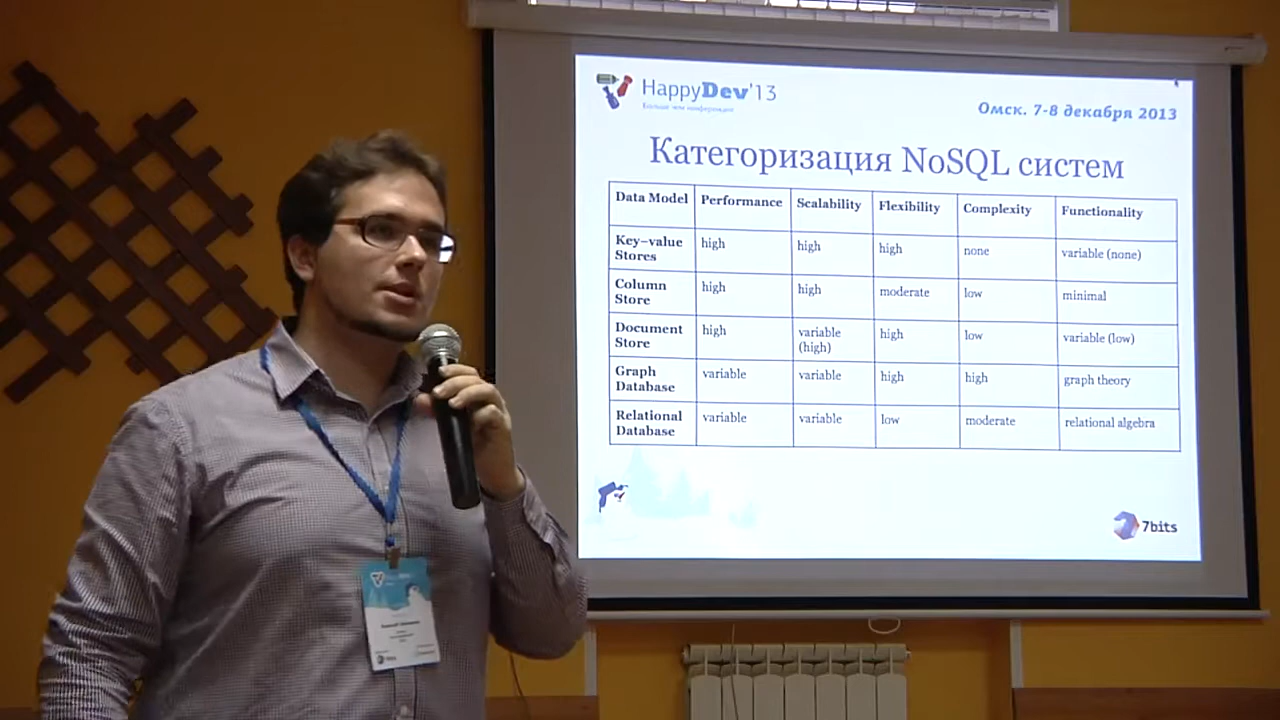 HappyDev'13
Больше чем конференция
Омск. 7-8 декабря 2013
Категоризация NoSQL систем
Data Model Performance Scalability Flexibility Complexity Functionality
Key–value Stores high high high none variable (none)
Column Store high high moderate low minimal
Document Store high variable (high) high low variable (low)
Graph Database variable variable high high graph theory
Relational Database variable variable low moderate relational algebra
7bits